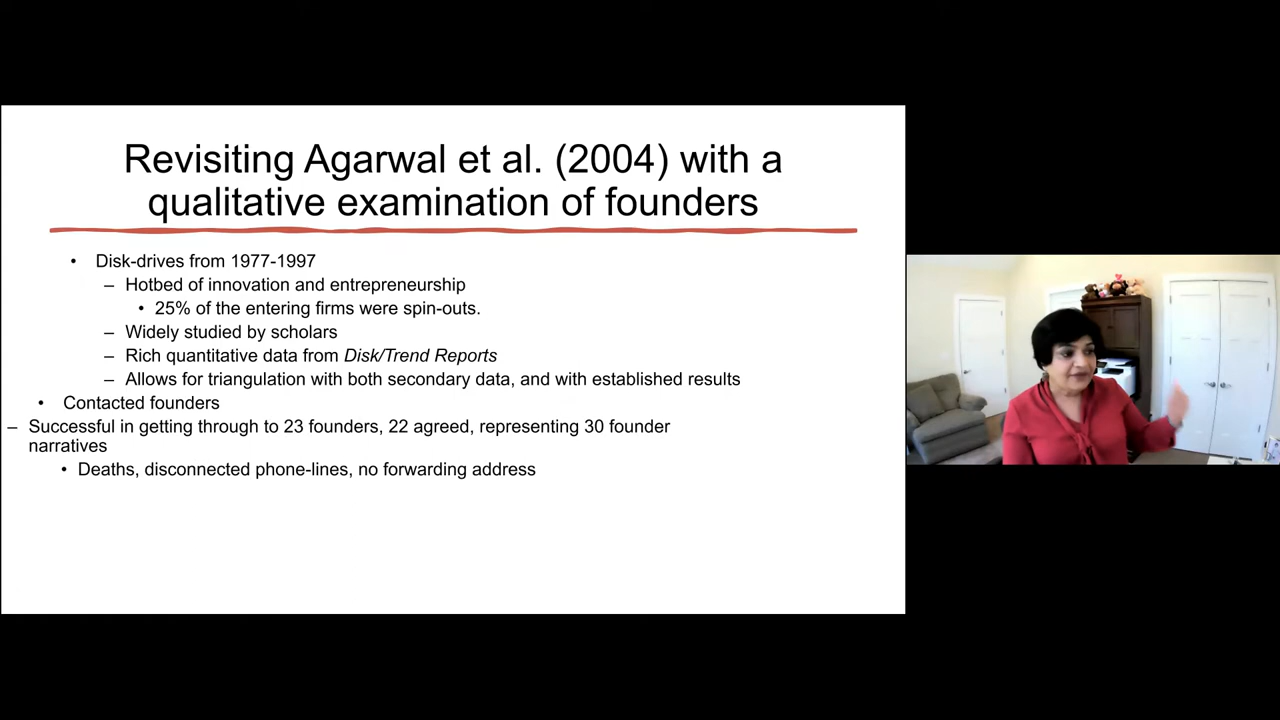 Revisiting Agarwal et al. (2004) with a
qualitative examination of founders
• Disk-drives from 1977-1997
– Hotbed of innovation and entrepreneurship
• 25% of the entering firms were spin-outs.
– Widely studied by scholars
– Rich quantitative data from Disk/Trend Reports
– Allows for triangulation with both secondary data, and with established results
• Contacted founders
– Successful in getting through to 23 founders, 22 agreed, representing 30 founder
narratives
• Deaths, disconnected phone-lines, no forwarding address